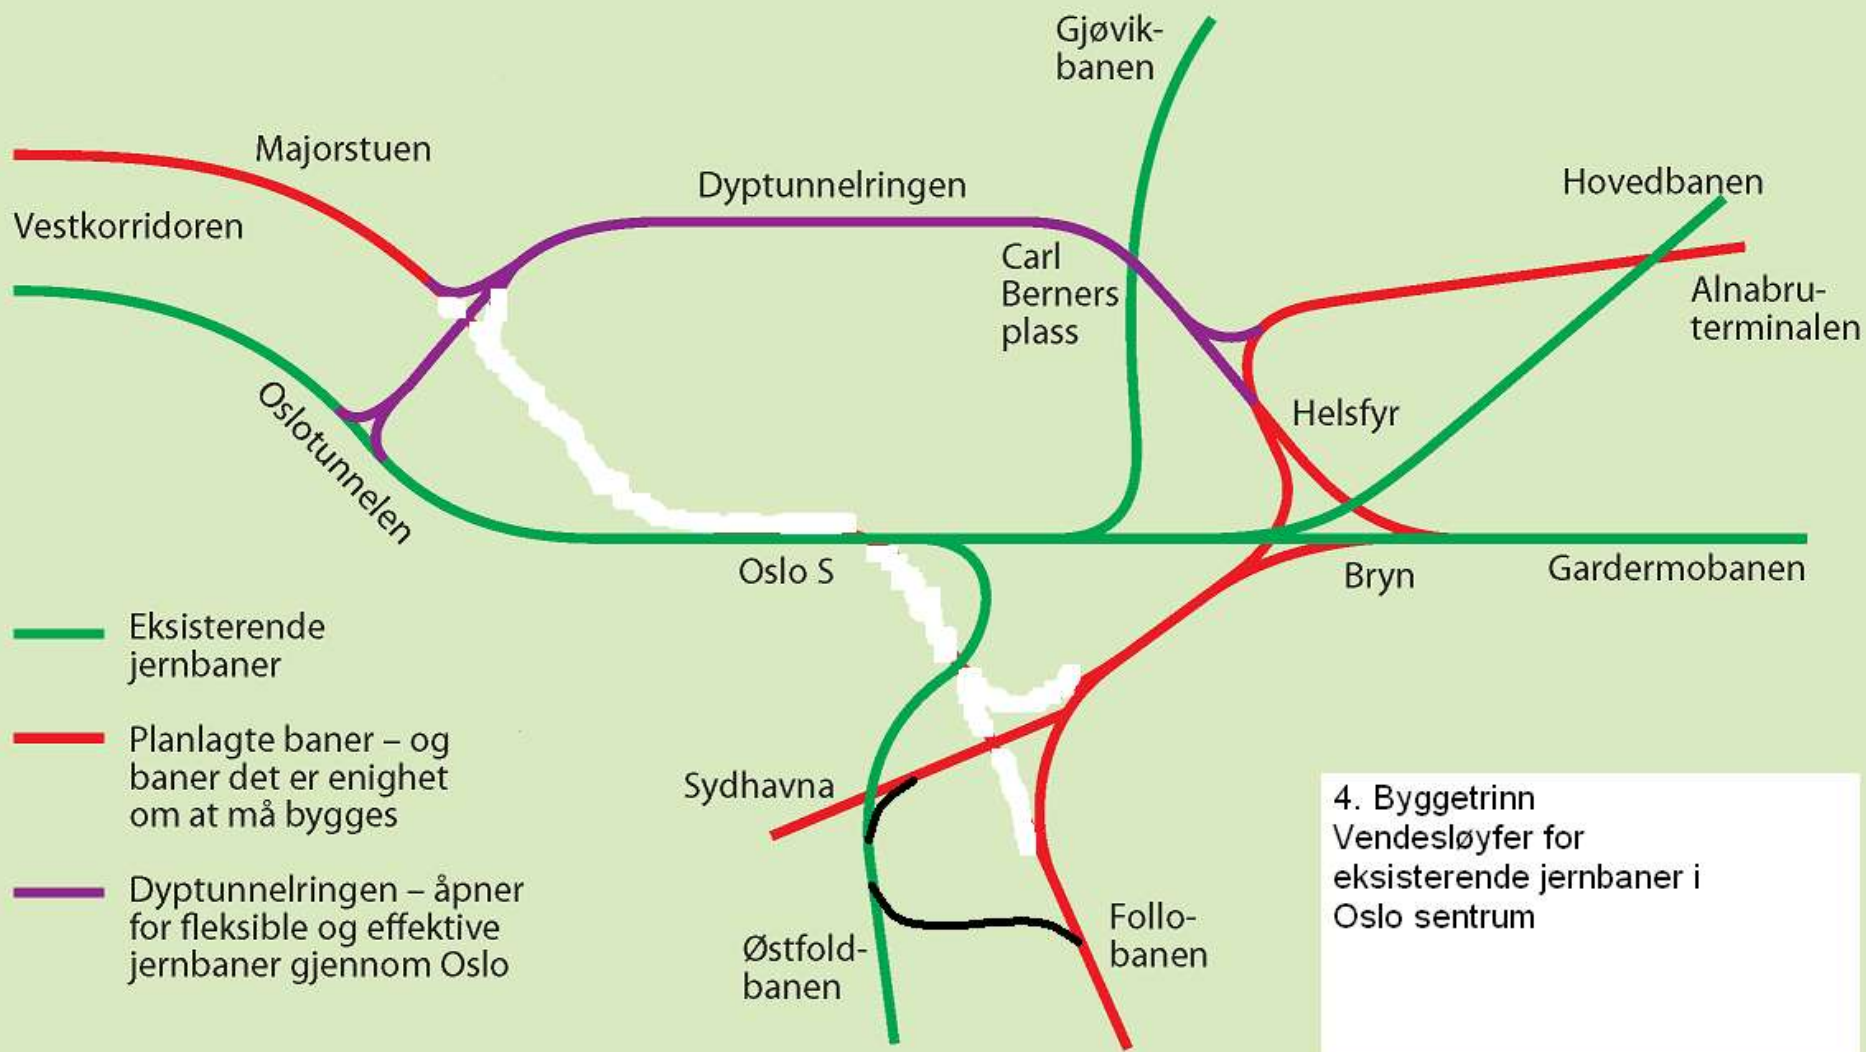 Gjøvik-
banen
Majorstuen
Dyptunnelringen
Hovedbanen
Vestkorridoren
Carl
Berners
plass
Alnabru-
terminalen
Oslotunnelen
Helsfyr
Oslo S
Bryn
Gardermobanen
Eksisterende
jernbaner
Planlagte baner – og
baner det er enighet
om at må bygges
Dyptunnelringen – åpner
for fleksible og effektive
jernbaner gjennom Oslo
Sydhavna
Østfold-
banen
Follo-
banen
4. Byggetrinn
Vendesløyfer for
eksisterende jernbaner i
Oslo sentrum